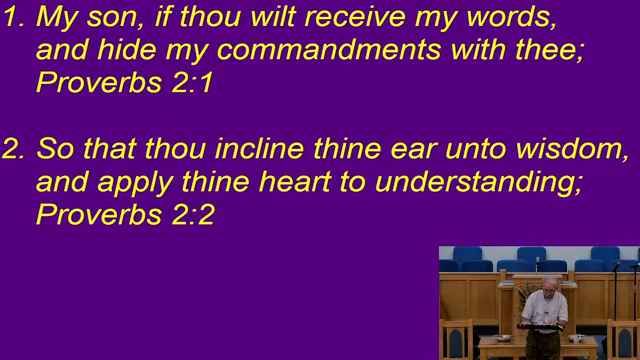 1. My son, if thou wilt receive my words,
and hide my commandments with thee;
Proverbs 2:1
2. So that thou incline thine ear unto wisdom,
and apply thine heart to understanding;
Proverbs 2:2